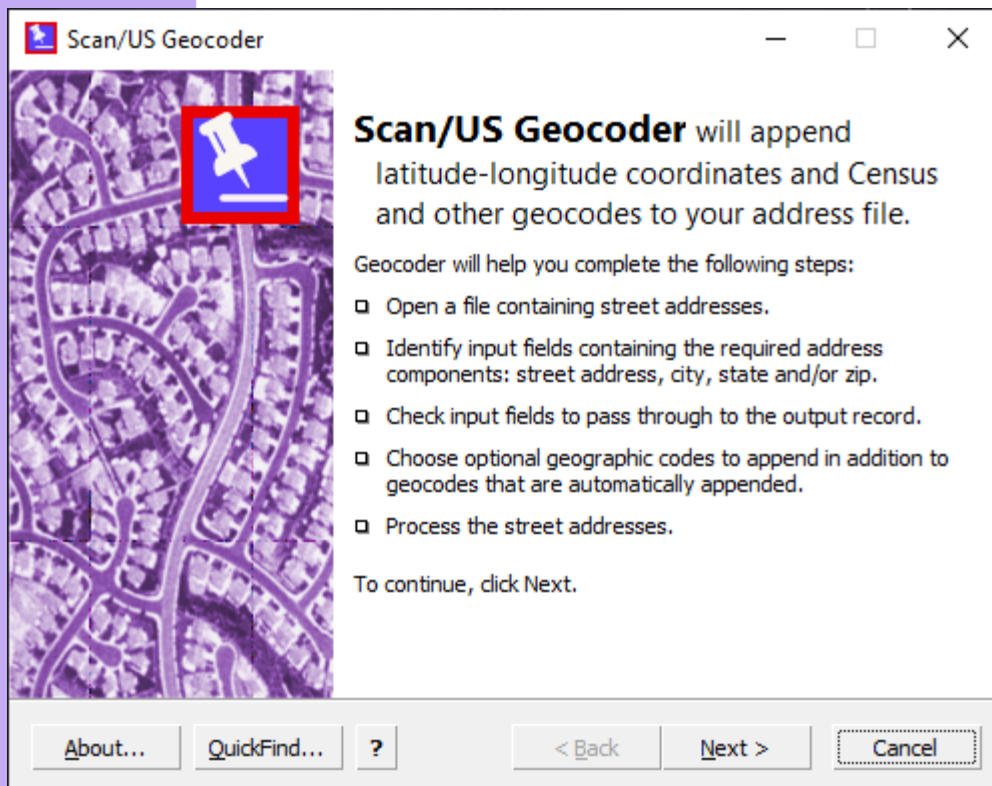 Scan/US Geocoder
Scan/US Geocoder will append
latitude-longitude coordinates and Census
and other geocodes to your address file.
Geocoder will help you complete the following steps:
Open a file containing street addresses.
Identify input fields containing the required address
components: street address, city, state and/or zip.
Check input fields to pass through to the output record.
Choose optional geographic codes to append in addition to
geocodes that are automatically appended.
Process the street addresses.
To continue, click Next.
About... QuickFind... ? < Back Next > Cancel